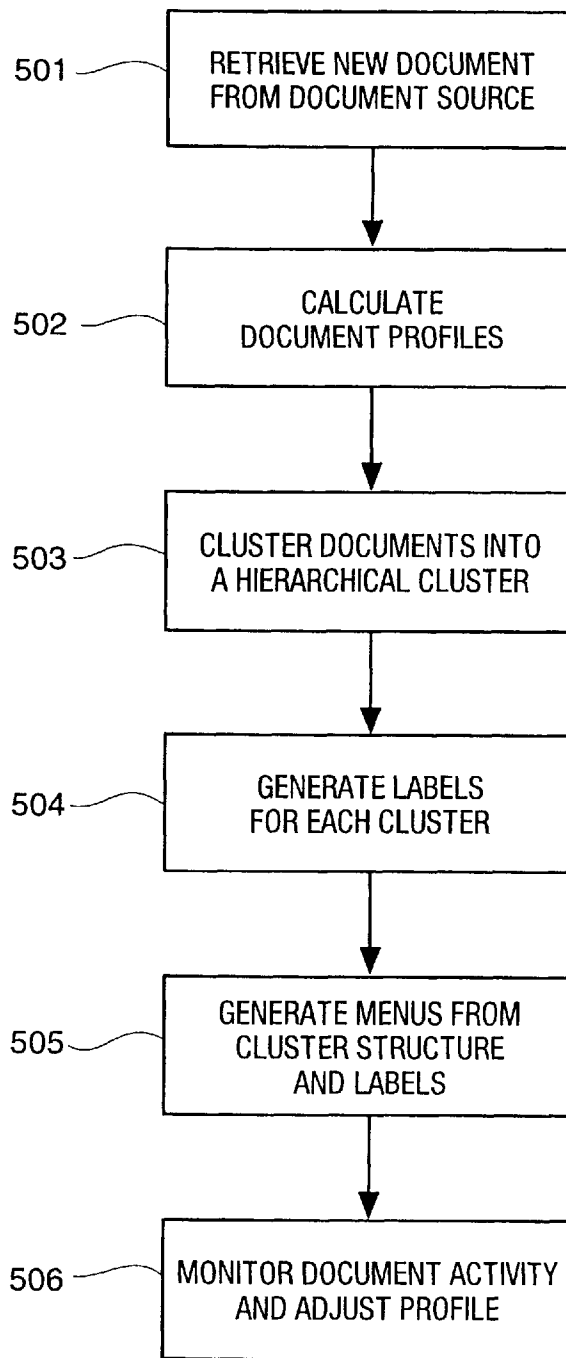 501
RETRIEVE NEW DOCUMENT
FROM DOCUMENT SOURCE
502
CALCULATE
DOCUMENT PROFILES
503
CLUSTER DOCUMENTS INTO
A HIERARCHICAL CLUSTER
504
GENERATE LABELS
FOR EACH CLUSTER
505
GENERATE MENUS FROM
CLUSTER STRUCTURE
AND LABELS
506
MONITOR DOCUMENT ACTIVITY
AND ADJUST PROFILE